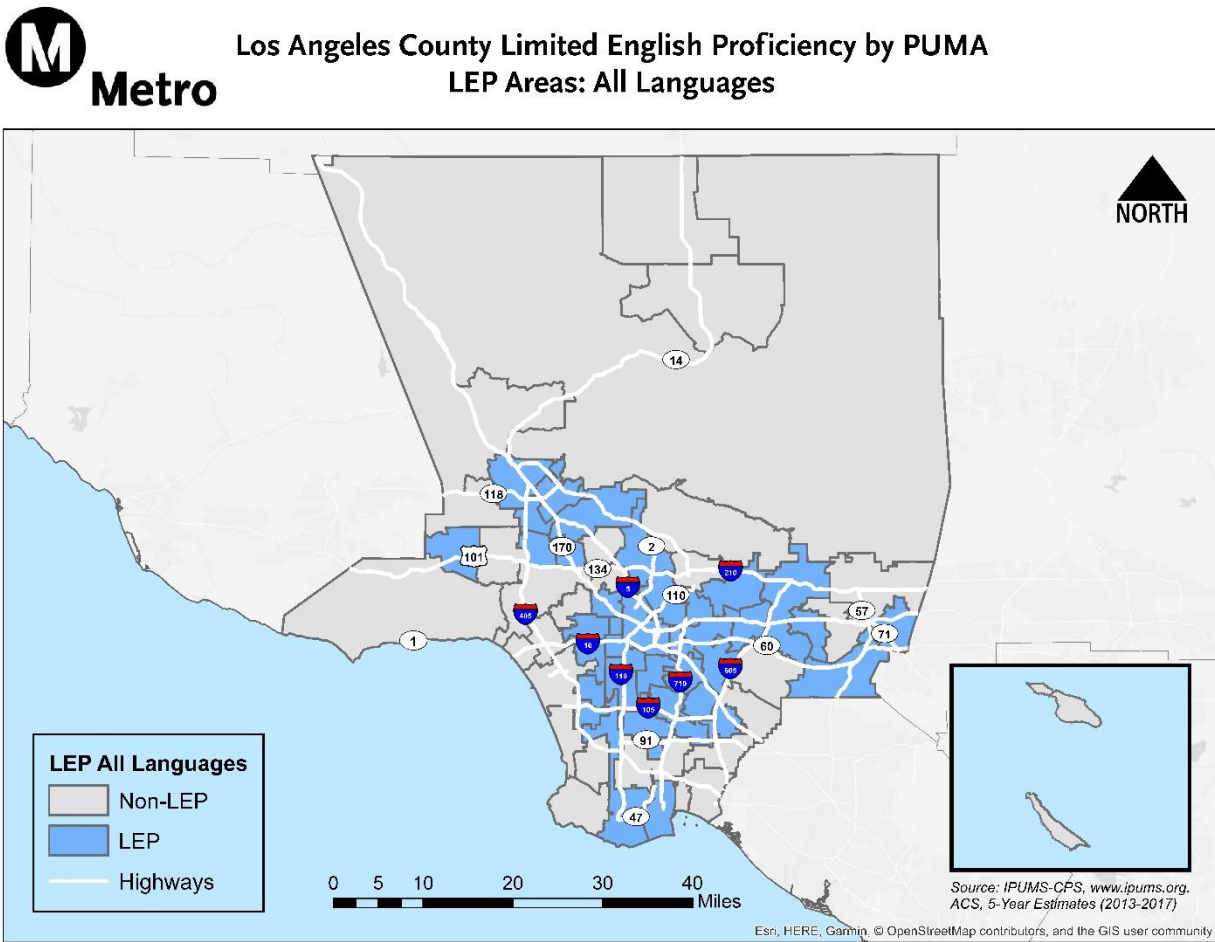 M
Metro
Los Angeles County Limited English Proficiency by PUMA
LEP Areas: All Languages
NORTH
14
118
101
170
2
134
210
5
110
57
405
71
1
10
60
110
605
710
105
91
47
LEP All Languages
Non-LEP
LEP
Highways
0 5 10 20 30 40
Miles
Source: IPUMS-CPS, www.ipums.org.
ACS, 5-Year Estimates (2013-2017)
Esri, HERE, Garmin, © OpenStreetMap contributors, and the GIS user community